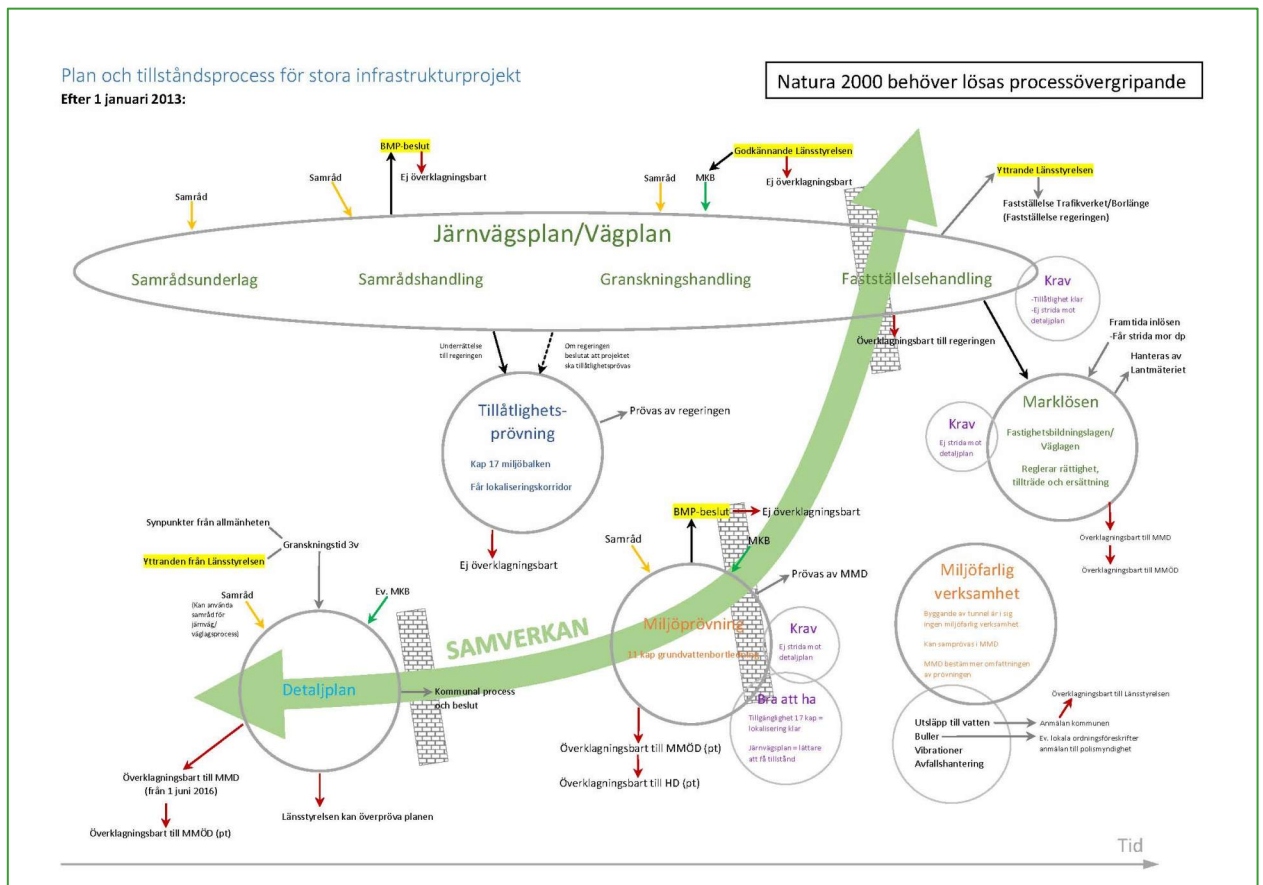 Plan och tillståndsprocess för stora infrastrukturprojekt
Efter 1 januari 2013:
Natura 2000 behöver lösas processövergripande
BMP-beslut
Ej överklagningsbart
Samråd
Samråd
Samråd
MKB
Godkännande Länsstyrelsen
Ej överklagningsbart
Yttrande Länsstyrelsen
Fastställelse Trafikverket/Borlänge
(Fastställelse regeringen)
Järnvägsplan/Vägplan
Samrådsunderlag
Samrådshandling
Granskningshandling
Fastställelsehandling
Krav
-Tillåtlighet klar
-Ej strida mot
detaljplan
Underrättelse
till regeringen
Om regeringen
beslutat att projektet
ska tillåtlighetsprövas
Överklagningsbart till regeringen
Framtida inlösen
-Får strida mor dp
Hanteras av
Lantmäteriet
Tillåtlighets-
prövning
Kap 17 miljöbalken
Får lokaliseringskorridor
Prövas av regeringen
Ej överklagningsbart
Krav
Ej strida mot
detaljplan
Marklösen
Fastighetsbildningslagen/
Väglagen
Reglerar rättighet,
tillträde och ersättning
Överklagningsbart till MMD
Överklagningsbart till MMÖD
Synpunkter från allmänheten
Granskningstid 3v
Yttranden från Länsstyrelsen
Samråd
(Kan använda
samråd för
järnväg/
väglagsprocess)
Ev. MKB
Detaljplan
Kommunal process
och beslut
SAMVERKAN
Överklagningsbart till MMD
(från 1 juni 2016)
Överklagningsbart till MMÖD (pt)
Länsstyrelsen kan överpröva planen
BMP-beslut
Ej överklagningsbart
Samråd
MKB
Prövas av MMD
Miljöprövning
11 kap grundvattenbortledning
Krav
Ej strida mot
detaljplan
Bra att ha
Tillgänglighet 17 kap =
lokalisering klar
Järnvägsplan = lättare
att få tillstånd
Överklagningsbart till MMÖD (pt)
Överklagningsbart till HD (pt)
Miljöfarlig
verksamhet
Byggande av tunnel är i sig
ingen miljöfarlig verksamhet
Kan samprövas i MMD
MMD bestämmer omfattningen
av prövningen
Utsläpp till vatten
Buller
Vibrationer
Avfallshantering
Överklagningsbart till Länsstyrelsen
Anmälan kommunen
Ev. lokala ordningsföreskrifter
anmälan till polismyndighet
Tid